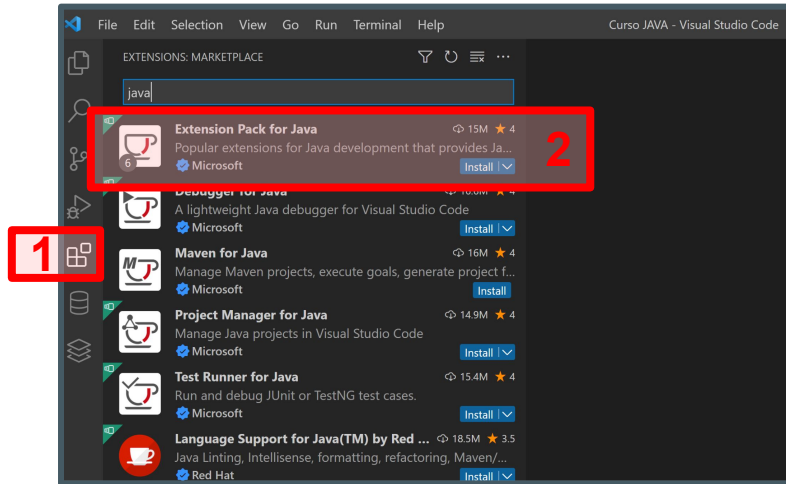 File Edit Selection View Go Run Terminal Help Curso JAVA - Visual Studio Code
EXTENSIONS: MARKETPLACE
java
Extension Pack for Java 15M 4
Popular extensions for Java development that provides Ja...
6
Microsoft Install
2
Debugger for Java 16.6M 4
A lightweight Java debugger for Visual Studio Code
Microsoft Install
1
Maven for Java 16M 4
Manage Maven projects, execute goals, generate project f...
Microsoft Install
Project Manager for Java 14.9M 4
Manage Java projects in Visual Studio Code
Microsoft Install
Test Runner for Java 15.4M 4
Run and debug JUnit or TestNG test cases.
Microsoft Install
Language Support for Java(TM) by Red ... 18.5M 3.5
Java Linting, Intellisense, formatting, refactoring, Maven/...
Red Hat Install